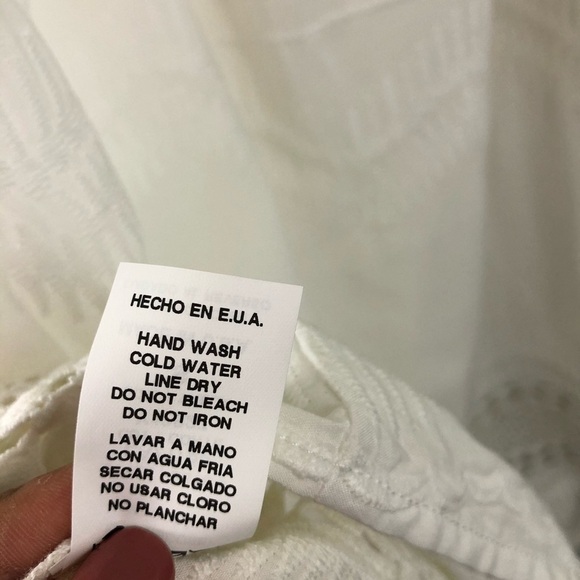 HECHO EN E.U.A.
HAND WASH
COLD WATER
LINE DRY
DO NOT BLEACH
DO NOT IRON
LAVAR A MANO
CON AGUA FRIA
SECAR COLGADO
NO USAR CLORO
NO PLANCHAR